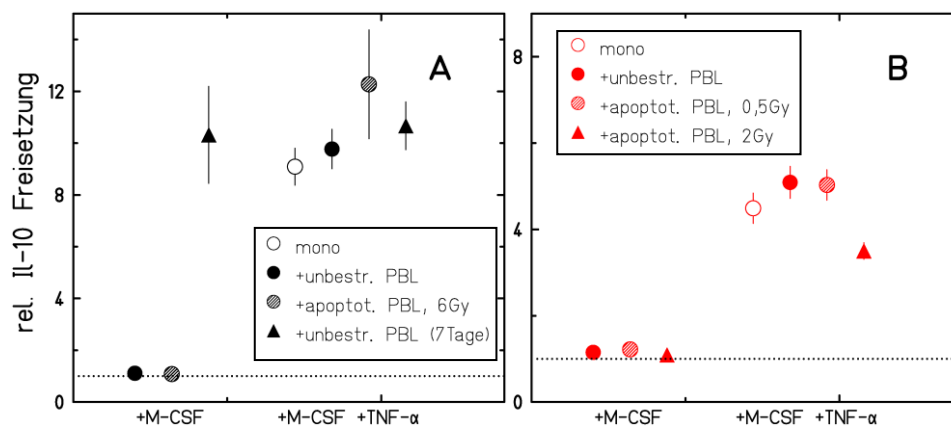 rel. Il-10 Freisetzung
12
8
4
0
A
mono
+unbestr. PBL
+apoptot. PBL, 6Gy
+unbestr. PBL (7Tage)
+M-CSF +M-CSF +TNF-α
8
4
0
B
mono
+unbestr. PBL
+apoptot. PBL, 0,5Gy
+apoptot. PBL, 2Gy
+M-CSF +M-CSF +TNF-α